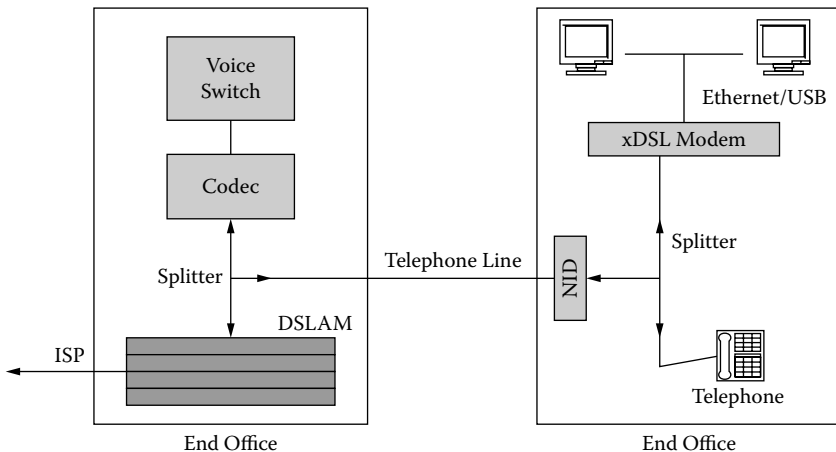 Voice
Switch
Codec
Splitter
DSLAM
ISP
End Office
Telephone Line
Ethernet/USB
xDSL Modem
Splitter
NID
Telephone
End Office